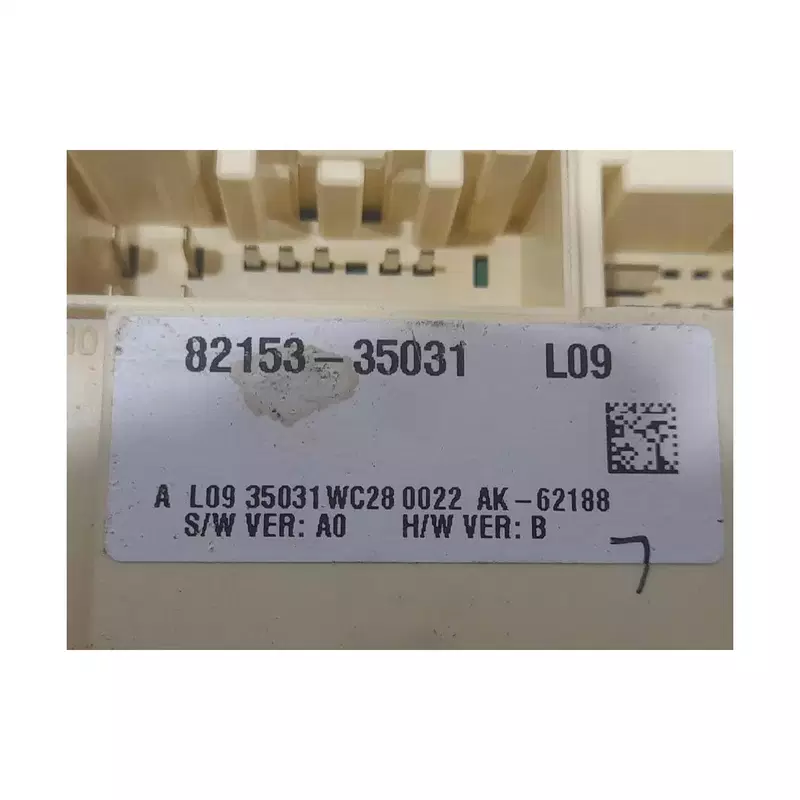 82153-35031 L09
A L09 35031WC28 0022 AK-62188
S/W VER: A0 H/W VER: B
7